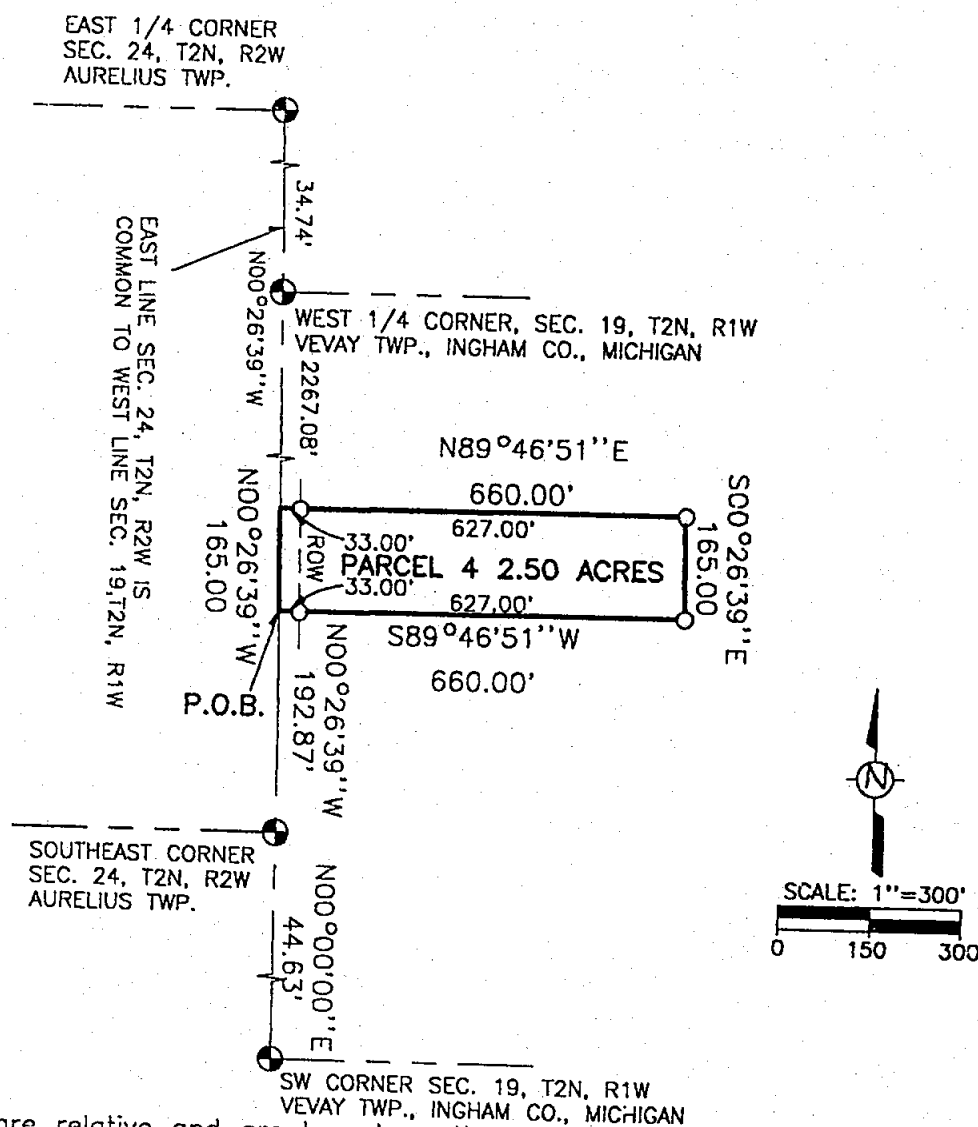 EAST 1/4 CORNER
SEC. 24, T2N, R2W
AURELIUS TWP.
34.74'
EAST LINE SEC. 24, T2N, R2W IS
COMMON TO WEST LINE SEC. 19,T2N, R1W
N00°26'39''W
WEST 1/4 CORNER, SEC. 19, T2N, R1W
VEVAY TWP., INGHAM CO., MICHIGAN
2267.08'
N89°46'51''E
660.00'
627.00'
N00°26'39''W
165.00
ROW
33.00'
PARCEL 4 2.50 ACRES
33.00'
627.00'
S00°26'39''E
165.00
S89°46'51''W
660.00'
P.O.B.
N00°26'39''W
192.87'
SOUTHEAST CORNER
SEC. 24, T2N, R2W
AURELIUS TWP.
N00°00'00''E
44.63'
N
SCALE: 1''=300'
0 150 300
SW CORNER SEC. 19, T2N, R1W
VEVAY TWP., INGHAM CO., MICHIGAN
are relative and are